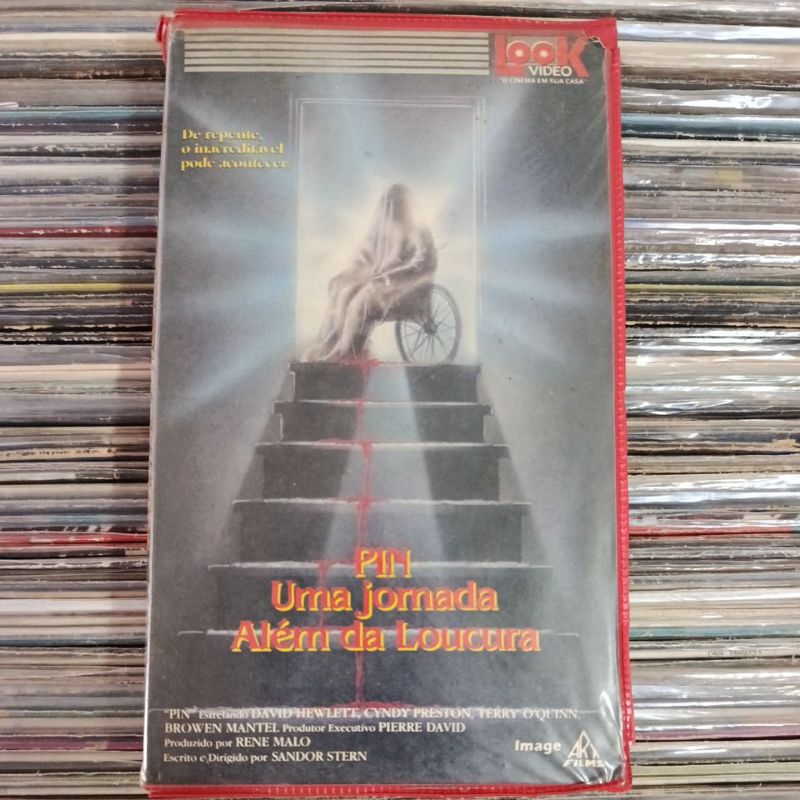 LOOK
VIDEO
"O CINEMA EM SUA CASA"
De repente,
o inacreditável
pode acontecer.
PIN
Uma jornada
Além da Loucura
"PIN" Estrelando DAVID HEWLETT, CYNDY PRESTON, TERRY O'QUINN.
BROWEN MANTEL Produtor Executivo PIERRE DAVID
Produzido por RENE MALO
Escrito e Dirigido por SANDOR STERN
Image ART
FILMS